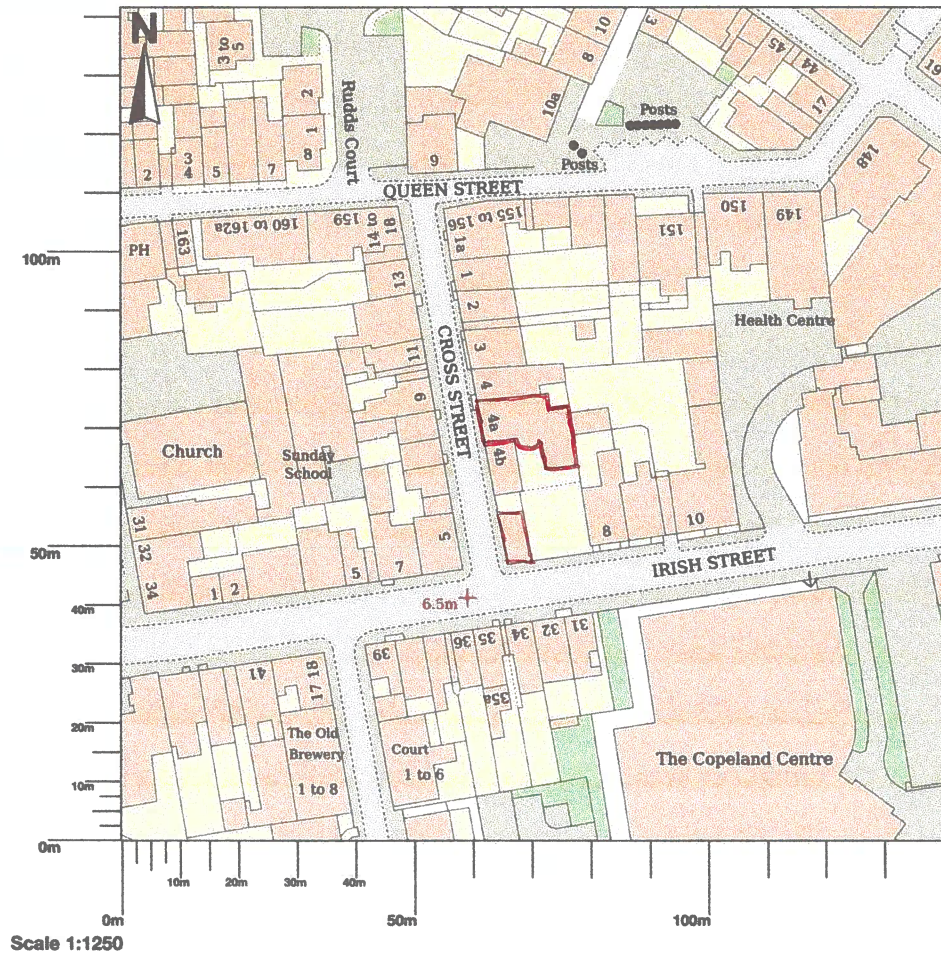 N
3 to
5
2
1
8
Rudds Court
2
3
4
5
7
9
10a
8
10
3
Posts
Posts
45
44
17
16
148
QUEEN STREET
PH
163
160 to 162a
159
14 to
18
13
11
9
155 to 156
1a
1
2
3
4
4a
4b
151
150
149
100m
CROSS STREET
Health Centre
Church
Sunday
School
31
32
34
1
2
5
7
5
8
10
50m
IRISH STREET
6.5m
40m
30m
20m
10m
0m
41
18
17
39
36
35
34
32
31
35a
The Old
Brewery
1 to 8
Court
1 to 6
The Copeland Centre
10m
20m
30m
40m
0m
50m
100m
Scale 1:1250